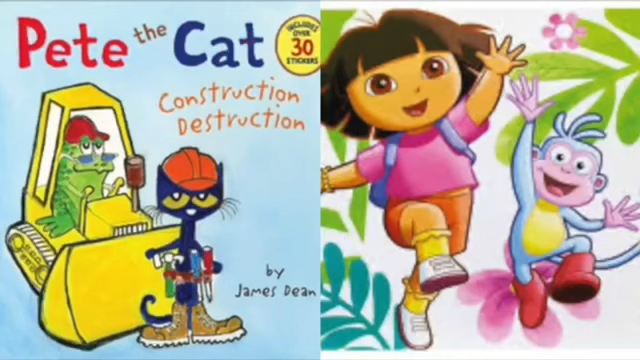 Pete the Cat
INCLUDES
OVER
30
STICKERS
Construction
Destruction
by
James Dean